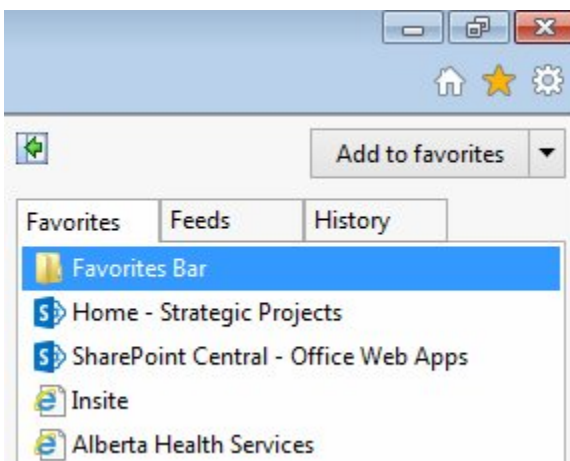 Add to favorites
Favorites Feeds History
Favorites Bar
Home - Strategic Projects
SharePoint Central - Office Web Apps
Insite
Alberta Health Services